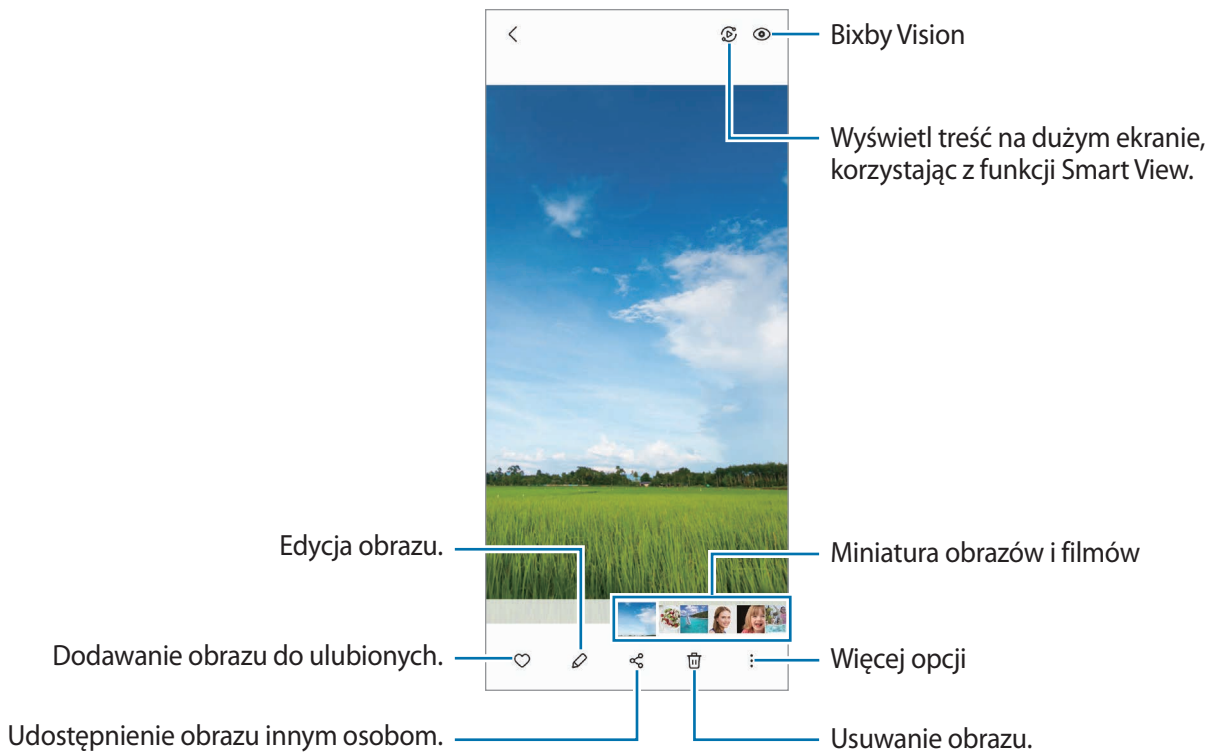 Bixby Vision
Wyświetl treść na dużym ekranie,
korzystając z funkcji Smart View.
Edycja obrazu.
Miniatura obrazów i filmów
Dodawanie obrazu do ulubionych.
Więcej opcji
Udostępnienie obrazu innym osobom.
Usuwanie obrazu.